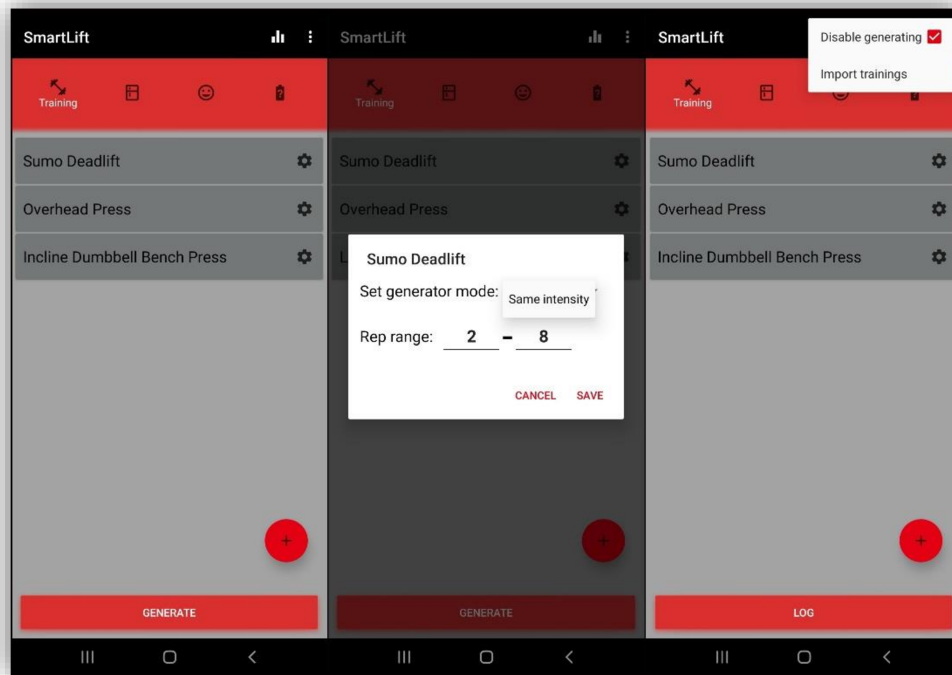 SmartLift
Training
Sumo Deadlift
Overhead Press
Incline Dumbbell Bench Press
GENERATE
SmartLift
Training
Sumo Deadlift
Overhead Press
Sumo Deadlift
Set generator mode: Same intensity
Rep range: 2 – 8
CANCEL SAVE
GENERATE
SmartLift
Disable generating
Import trainings
Training
Sumo Deadlift
Overhead Press
Incline Dumbbell Bench Press
LOG